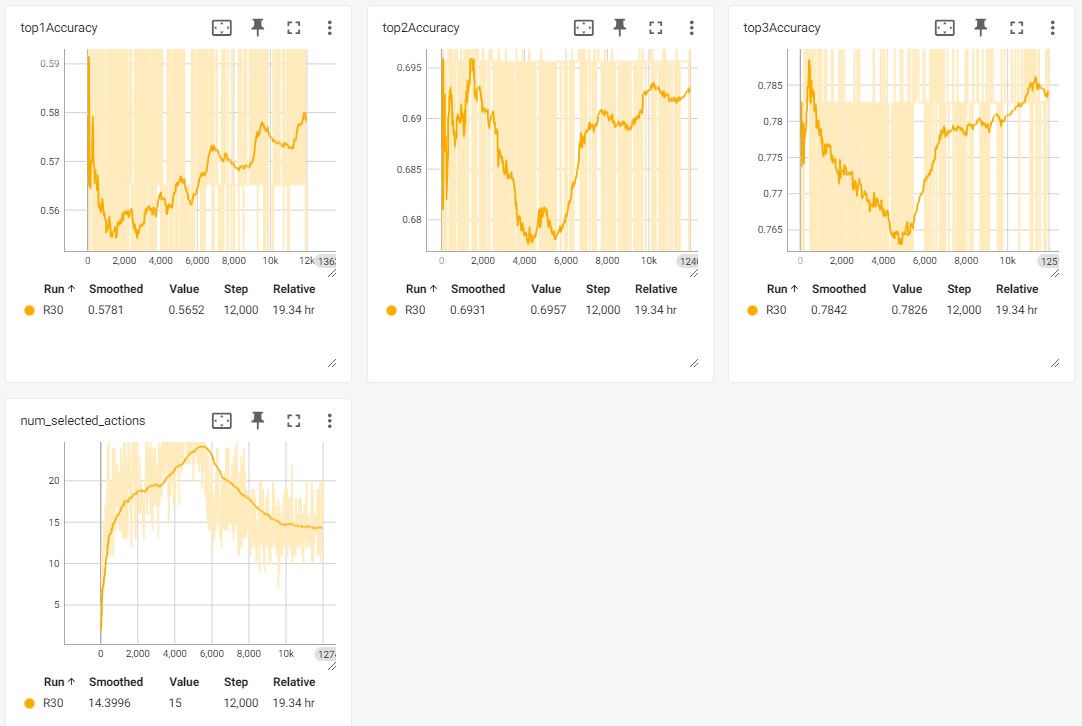 top1Accuracy
0.59
0.58
0.57
0.56
0 2,000 4,000 6,000 8,000 10k 12k 1363
Run ↑ Smoothed Value Step Relative
R30 0.5781 0.5652 12,000 19.34 hr
top2Accuracy
0.695
0.69
0.685
0.68
0 2,000 4,000 6,000 8,000 10k 1246
Run ↑ Smoothed Value Step Relative
R30 0.6931 0.6957 12,000 19.34 hr
top3Accuracy
0.785
0.78
0.775
0.77
0.765
0 2,000 4,000 6,000 8,000 10k 125
Run ↑ Smoothed Value Step Relative
R30 0.7842 0.7826 12,000 19.34 hr
num_selected_actions
20
15
10
5
0 2,000 4,000 6,000 8,000 10k 1274
Run ↑ Smoothed Value Step Relative
R30 14.3996 15 12,000 19.34 hr